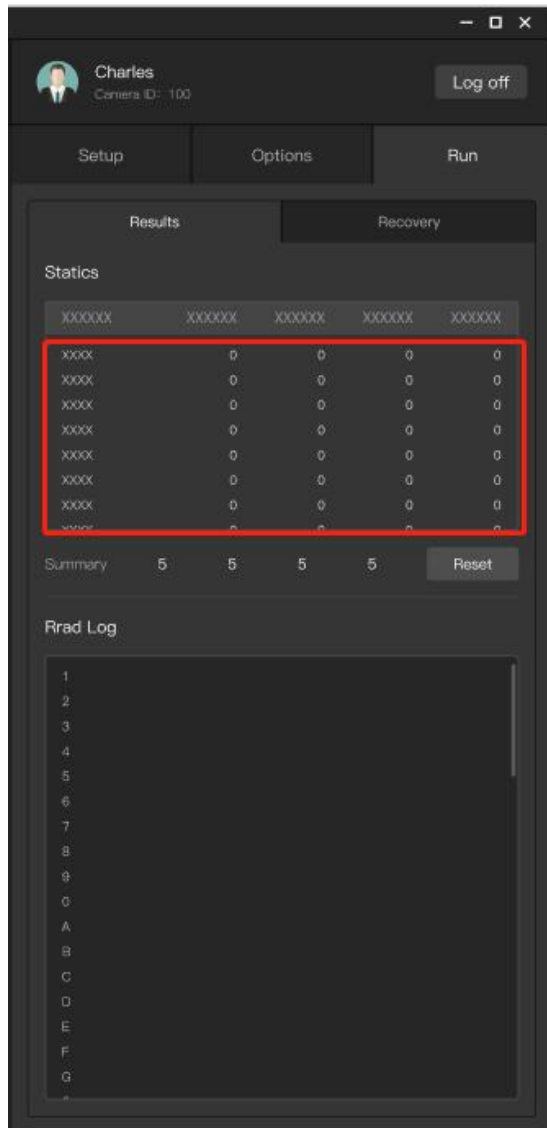 Charles
Camera ID: 100
Log off
Setup Options Run
Results Recovery
Statics
XXXXXX XXXXXX XXXXXX XXXXXX XXXXXX
XXXX 0 0 0 0
XXXX 0 0 0 0
XXXX 0 0 0 0
XXXX 0 0 0 0
XXXX 0 0 0 0
XXXX 0 0 0 0
XXXX 0 0 0 0
Summary 5 5 5 5 Reset
Rrad Log
1
2
3
4
5
6
7
8
9
0
A
B
C
D
E
F
G